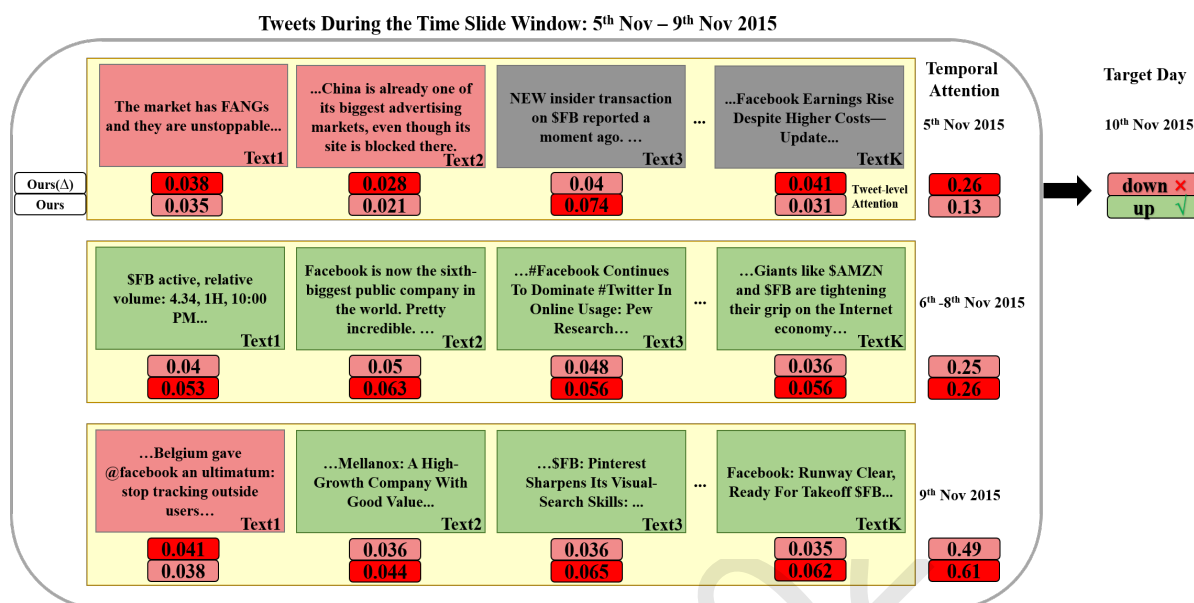 Tweets During the Time Slide Window: 5th Nov – 9th Nov 2015
The market has FANGs
and they are unstoppable...
Text1
...China is already one of
its biggest advertising
markets, even though its
site is blocked there.
Text2
NEW insider transaction
on $FB reported a
moment ago. …
Text3
...
...Facebook Earnings Rise
Despite Higher Costs—
Update...
TextK
Temporal
Attention
5th Nov 2015
Target Day
10th Nov 2015
Ours(Δ)
Ours
0.038
0.035
0.028
0.021
0.04
0.074
0.041
0.031
Tweet-level
Attention
0.26
0.13
down ×
up √
$FB active, relative
volume: 4.34, 1H, 10:00
PM...
Text1
Facebook is now the sixth-
biggest public company in
the world. Pretty
incredible. …
Text2
…#Facebook Continues
To Dominate #Twitter In
Online Usage: Pew
Research…
Text3
...
…Giants like $AMZN
and $FB are tightening
their grip on the Internet
economy…
TextK
6th -8th Nov 2015
0.04
0.053
0.05
0.063
0.048
0.056
0.036
0.056
0.25
0.26
…Belgium gave
@facebook an ultimatum:
stop tracking outside
users…
Text1
…Mellanox: A High-
Growth Company With
Good Value...
Text2
…$FB: Pinterest
Sharpens Its Visual-
Search Skills: ...
Text3
...
Facebook: Runway Clear,
Ready For Takeoff $FB...
TextK
9th Nov 2015
0.041
0.038
0.036
0.044
0.036
0.065
0.035
0.062
0.49
0.61